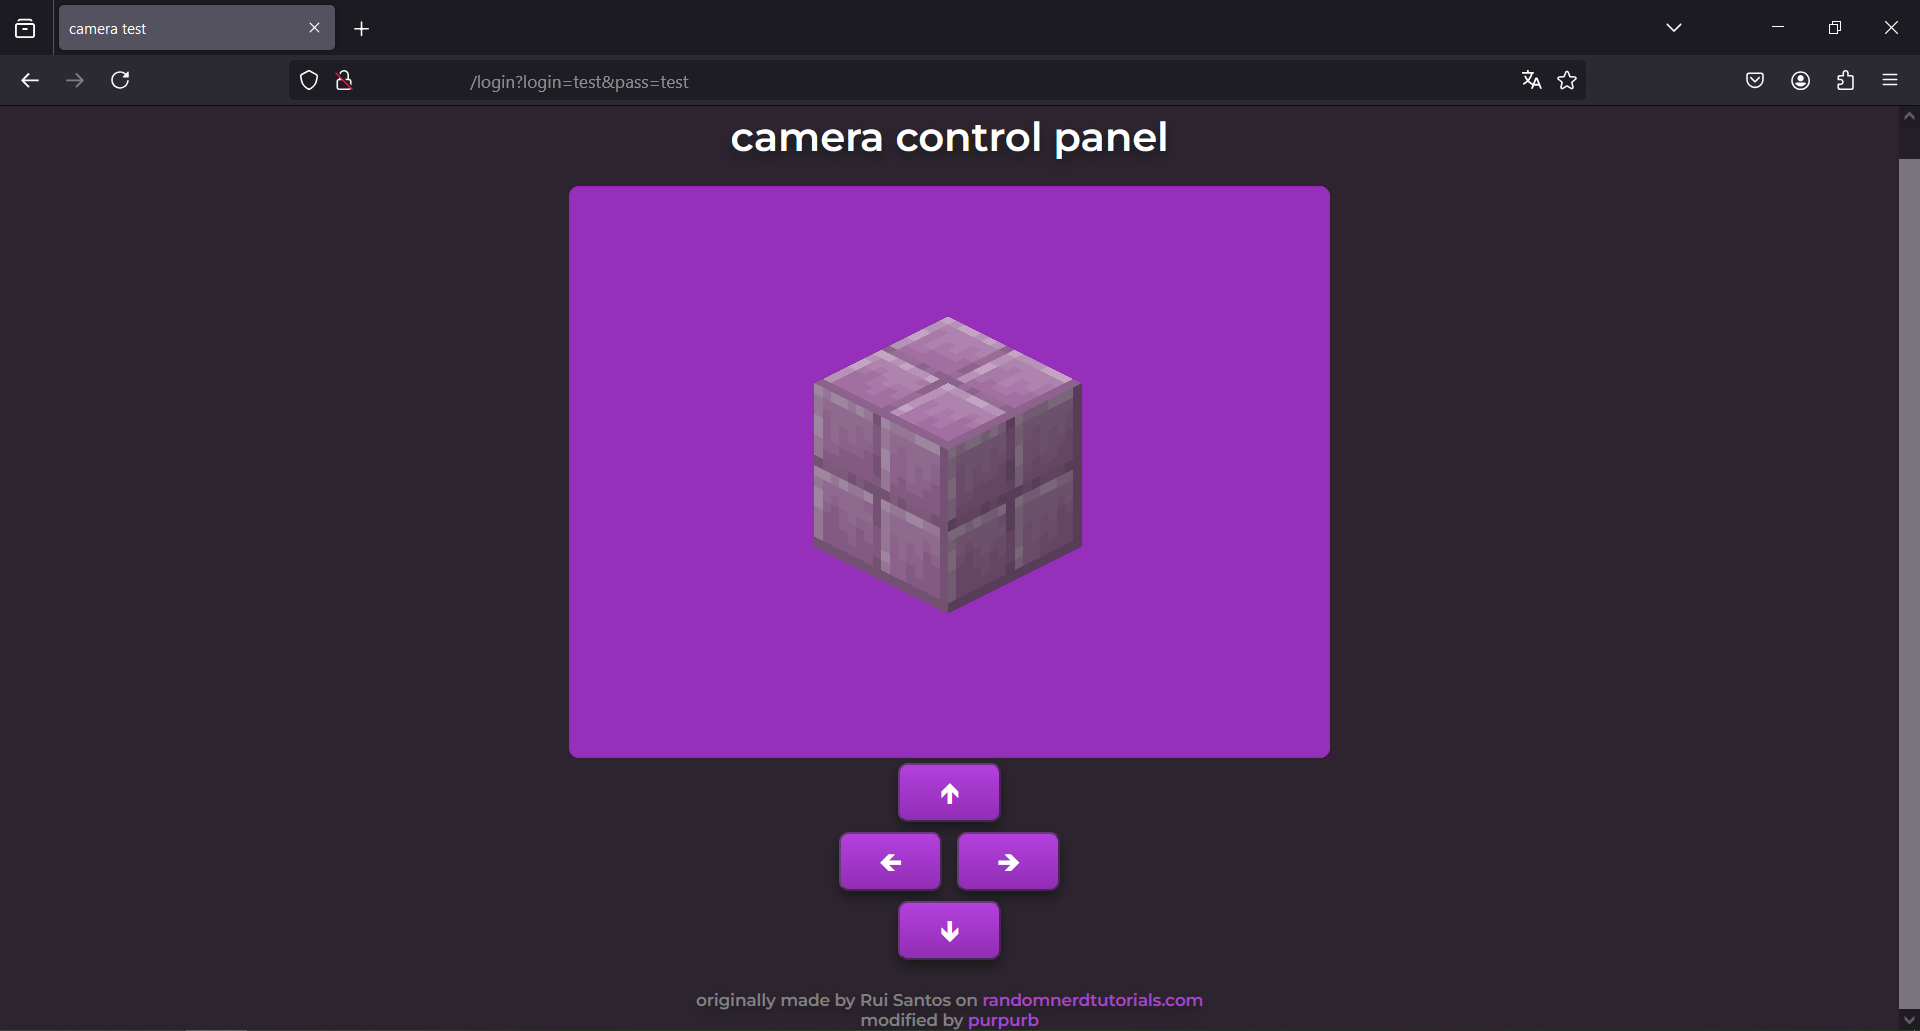 camera test
/login?login=test&pass=test
camera control panel
originally made by Rui Santos on randomnerdtutorials.com
modified by purpurb